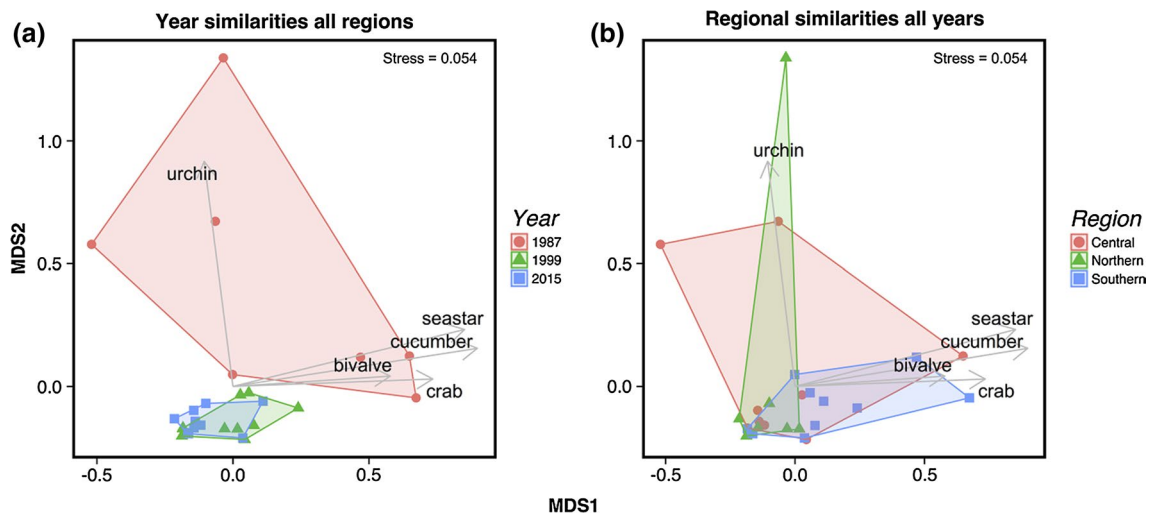 (a)
Year similarities all regions
Stress = 0.054
MDS2
1.0
0.5
0.0
-0.5
0.0
0.5
urchin
seastar
cucumber
bivalve
crab
Year
1987
1999
2015
(b)
Regional similarities all years
Stress = 0.054
1.0
0.5
0.0
-0.5
0.0
0.5
urchin
seastar
cucumber
bivalve
crab
Region
Central
Northern
Southern
MDS1